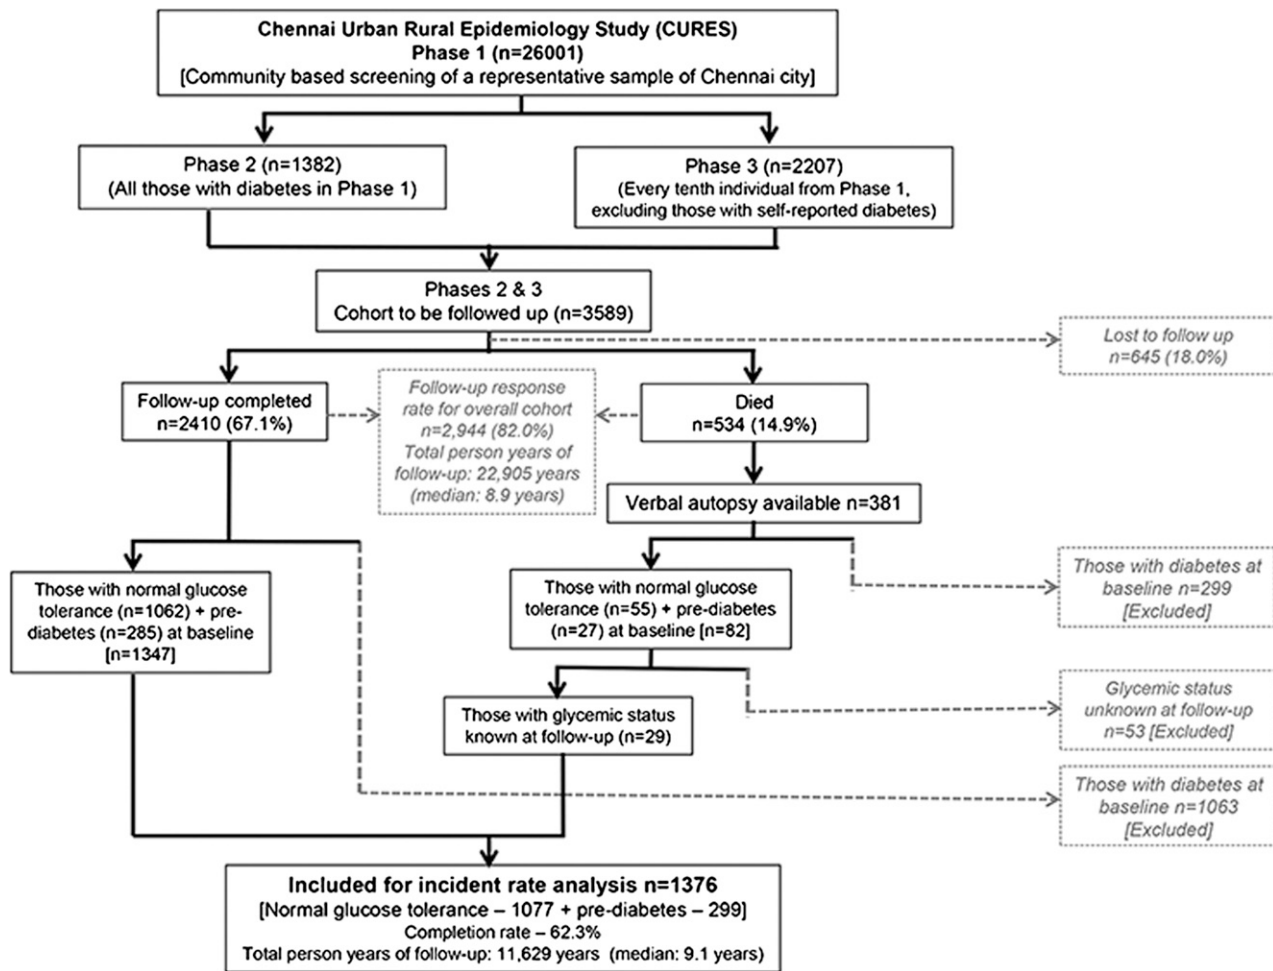 Chennai Urban Rural Epidemiology Study (CURES)
Phase 1 (n=26001)
[Community based screening of a representative sample of Chennai city]
Phase 2 (n=1382)
(All those with diabetes in Phase 1)
Phase 3 (n=2207)
(Every tenth individual from Phase 1,
excluding those with self-reported diabetes)
Phases 2 & 3
Cohort to be followed up (n=3589)
Lost to follow up
n=645 (18.0%)
Follow-up completed
n=2410 (67.1%)
Follow-up response
rate for overall cohort
n=2,944 (82.0%)
Total person years of
follow-up: 22,905 years
(median: 8.9 years)
Died
n=534 (14.9%)
Verbal autopsy available n=381
Those with normal glucose
tolerance (n=1062) + pre-
diabetes (n=285) at baseline
[n=1347]
Those with normal glucose
tolerance (n=55) + pre-diabetes
(n=27) at baseline [n=82]
Those with diabetes at
baseline n=299
[Excluded]
Those with glycemic status
known at follow-up (n=29)
Glycemic status
unknown at follow-up
n=53 [Excluded]
Those with diabetes at
baseline n=1063
[Excluded]
Included for incident rate analysis n=1376
[Normal glucose tolerance – 1077 + pre-diabetes – 299]
Completion rate – 62.3%
Total person years of follow-up: 11,629 years (median: 9.1 years)